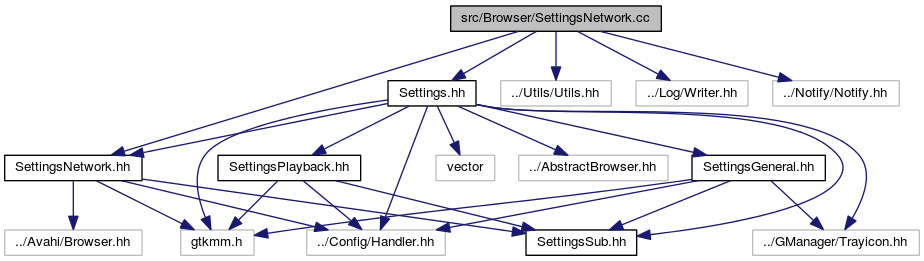 src/Browser/SettingsNetwork.cc
Settings.hh
../Utils/Utils.hh
../Log/Writer.hh
../Notify/Notify.hh
SettingsNetwork.hh
SettingsPlayback.hh
vector
../AbstractBrowser.hh
SettingsGeneral.hh
../Avahi/Browser.hh
gtkmm.h
../Config/Handler.hh
SettingsSub.hh
../GManager/Trayicon.hh